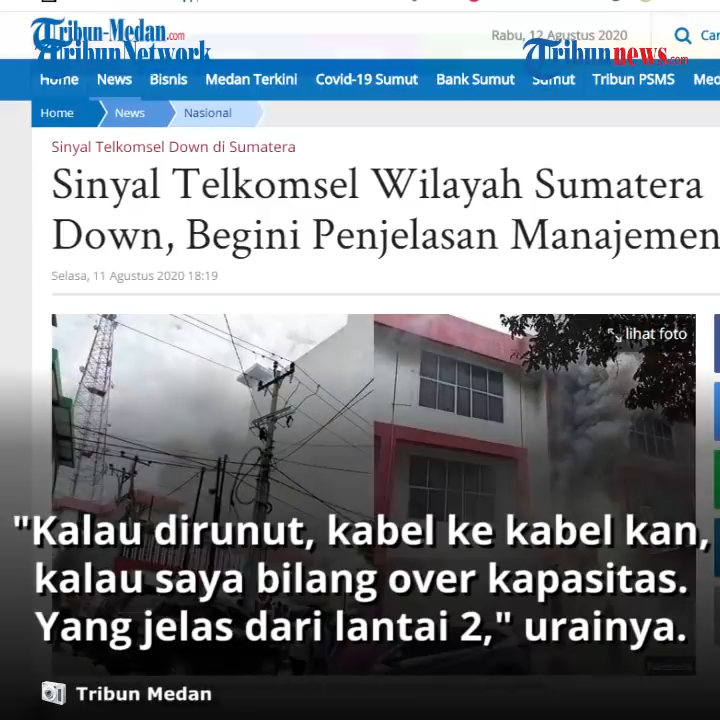 Tribun-Medan.com
TribunNetwork
Rabu, 12 Agustus 2020
Car
Tribunnews.com
Home News Bisnis Medan Terkini Covid-19 Sumut Bank Sumut Sumut Tribun PSMS Med
Home News Nasional
Sinyal Telkomsel Down di Sumatera
Sinyal Telkomsel Wilayah Sumatera
Down, Begini Penjelasan Manajemen
Selasa, 11 Agustus 2020 18:19
lihat foto
"Kalau dirunut, kabel ke kabel kan,
kalau saya bilang over kapasitas.
Yang jelas dari lantai 2," urainya.
Tribun Medan